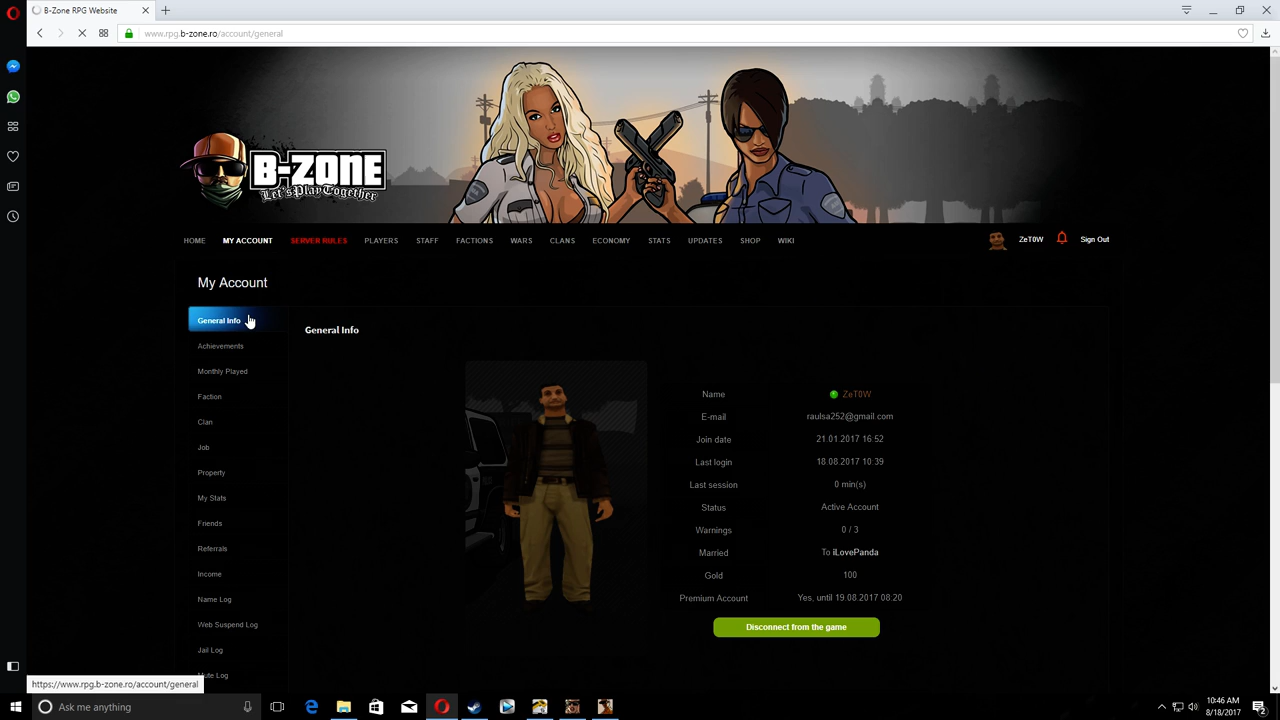 B-Zone RPG Website
www.rpg.b-zone.ro/account/general
B-ZONE
Let'sPlayTogether
HOME MY ACCOUNT SERVER RULES PLAYERS STAFF FACTIONS WARS CLANS ECONOMY STATS UPDATES SHOP WIKI ZeT0W Sign Out
My Account
General Info
Achievements
Monthly Played
Faction
Clan
Job
Property
My Stats
Friends
Referrals
Income
Name Log
Web Suspend Log
Jail Log
Mute Log
General Info
Name ZeT0W
E-mail raulsa252@gmail.com
Join date 21.01.2017 16:52
Last login 18.08.2017 10:39
Last session 0 min(s)
Status Active Account
Warnings 0 / 3
Married To iLovePanda
Gold 100
Premium Account Yes, until 19.08.2017 08:20
Disconnect from the game
https://www.rpg.b-zone.ro/account/general
Ask me anything
10:46 AM
8/18/2017
2